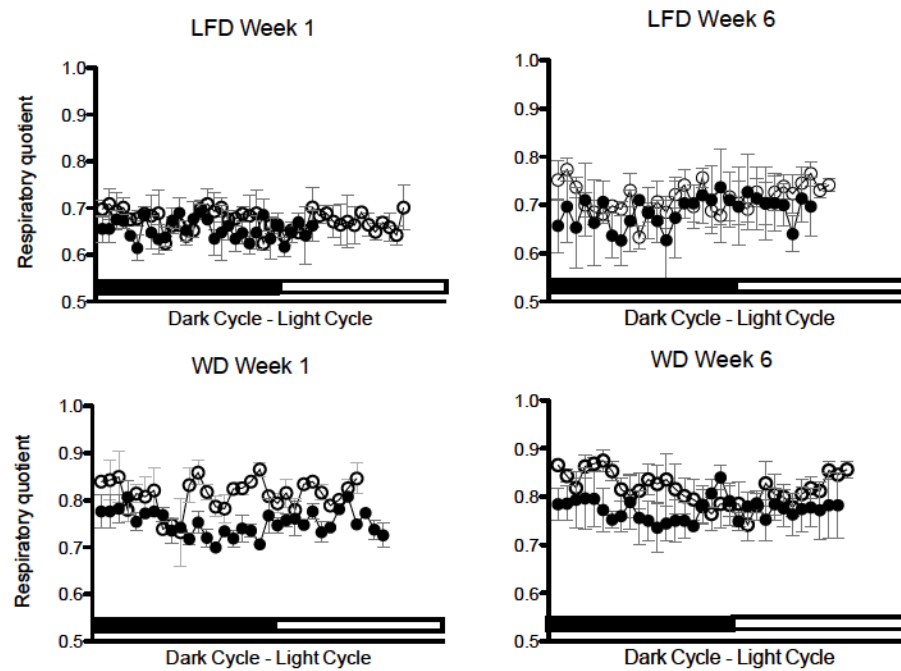 LFD Week 1
Respiratory quotient
1.0
0.9
0.8
0.7
0.6
0.5
Dark Cycle - Light Cycle
LFD Week 6
1.0
0.9
0.8
0.7
0.6
0.5
Dark Cycle - Light Cycle
WD Week 1
Respiratory quotient
1.0
0.9
0.8
0.7
0.6
0.5
Dark Cycle - Light Cycle
WD Week 6
1.0
0.9
0.8
0.7
0.6
0.5
Dark Cycle - Light Cycle